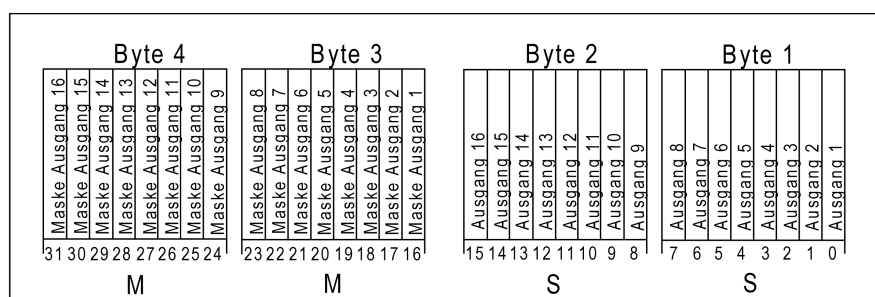 Byte 4 Byte 3 Byte 2 Byte 1
Maske Ausgang 16
Maske Ausgang 15
Maske Ausgang 14
Maske Ausgang 13
Maske Ausgang 12
Maske Ausgang 11
Maske Ausgang 10
Maske Ausgang 9
Maske Ausgang 8
Maske Ausgang 7
Maske Ausgang 6
Maske Ausgang 5
Maske Ausgang 4
Maske Ausgang 3
Maske Ausgang 2
Maske Ausgang 1
Ausgang 16
Ausgang 15
Ausgang 14
Ausgang 13
Ausgang 12
Ausgang 11
Ausgang 10
Ausgang 9
Ausgang 8
Ausgang 7
Ausgang 6
Ausgang 5
Ausgang 4
Ausgang 3
Ausgang 2
Ausgang 1
31 30 29 28 27 26 25 24 23 22 21 20 19 18 17 16 15 14 13 12 11 10 9 8 7 6 5 4 3 2 1 0
M M S S